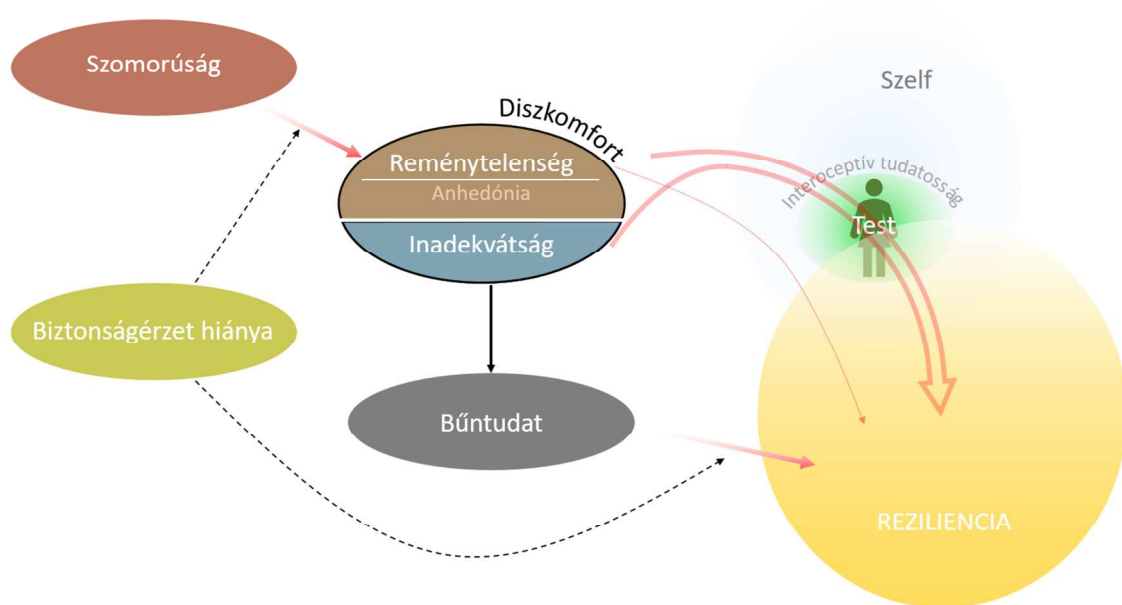 Szomorúság
Szelf
Diszkomfort
Reménytelenség
Anhedónia
Inadekvátság
Interoceptív tudatosság
Test
Biztonságérzet hiánya
Bűntudat
REZILIENCIA